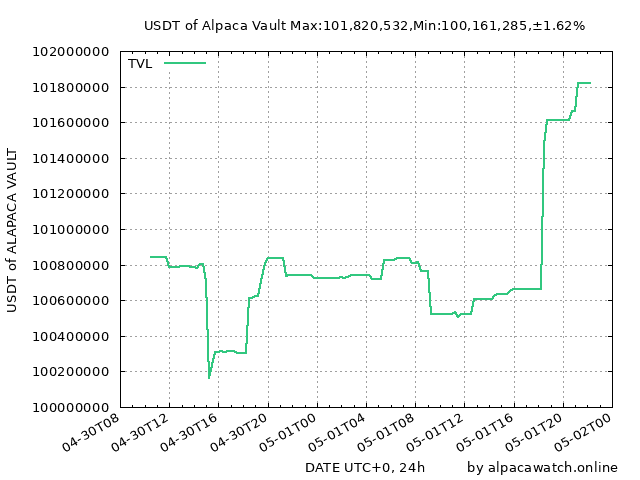 USDT of Alpaca Vault Max:101,820,532,Min:100,161,285,±1.62%
TVL
102000000
101800000
101600000
101400000
101200000
101000000
100800000
100600000
100400000
100200000
100000000
USDT of ALAPACA VAULT
04-30T08
04-30T12
04-30T16
04-30T20
05-01T00
05-01T04
05-01T08
05-01T12
05-01T16
05-01T20
05-02T00
DATE UTC+0, 24h
by alpacawatch.online